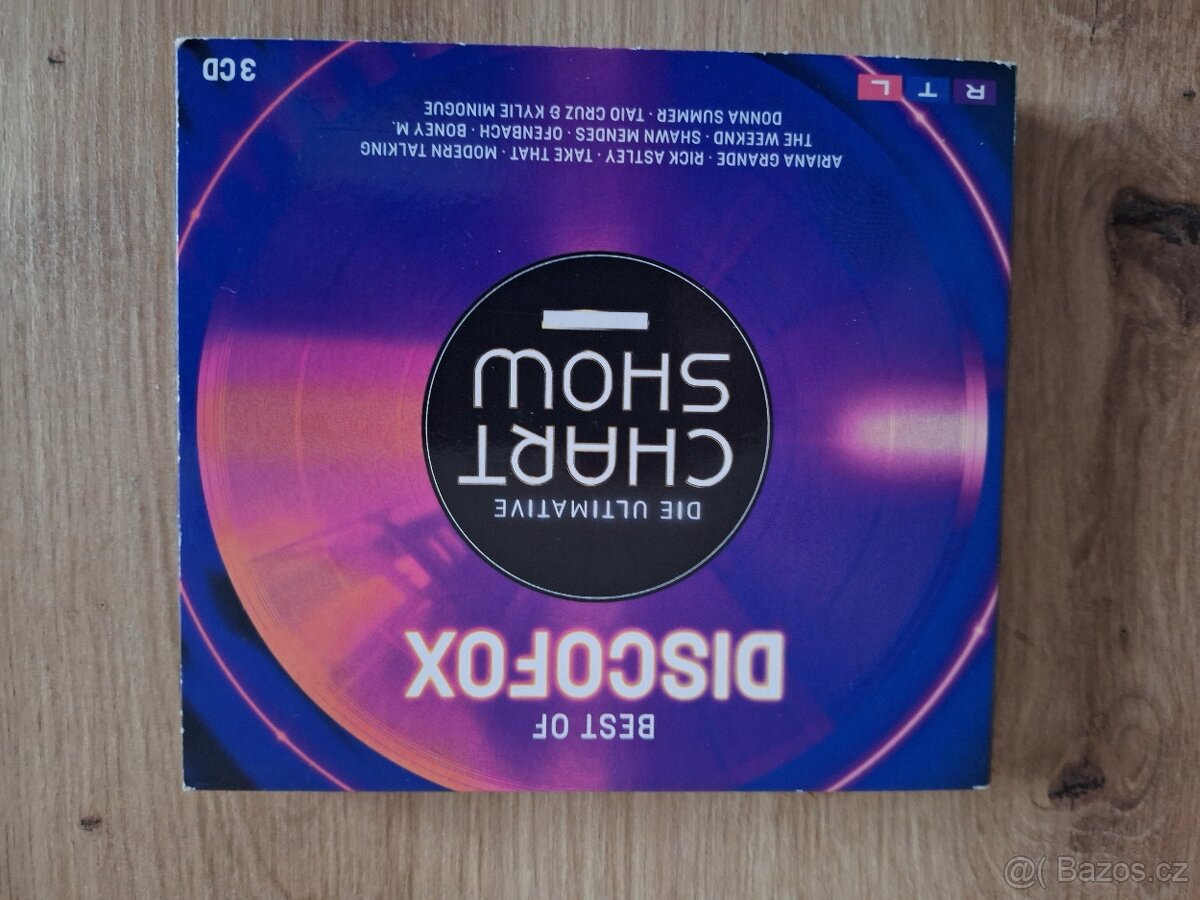 BEST OF
DISCOFOX
DIE ULTIMATIVE
CHART
SHOW
ARIANA GRANDE · RICK ASTLEY · TAKE THAT · MODERN TALKING
THE WEEKND · SHAWN MENDES · OFENBACH · BONEY M.
DONNA SUMMER · TAIO CRUZ & KYLIE MINOGUE
R T L
3 CD
@( Bazos.cz